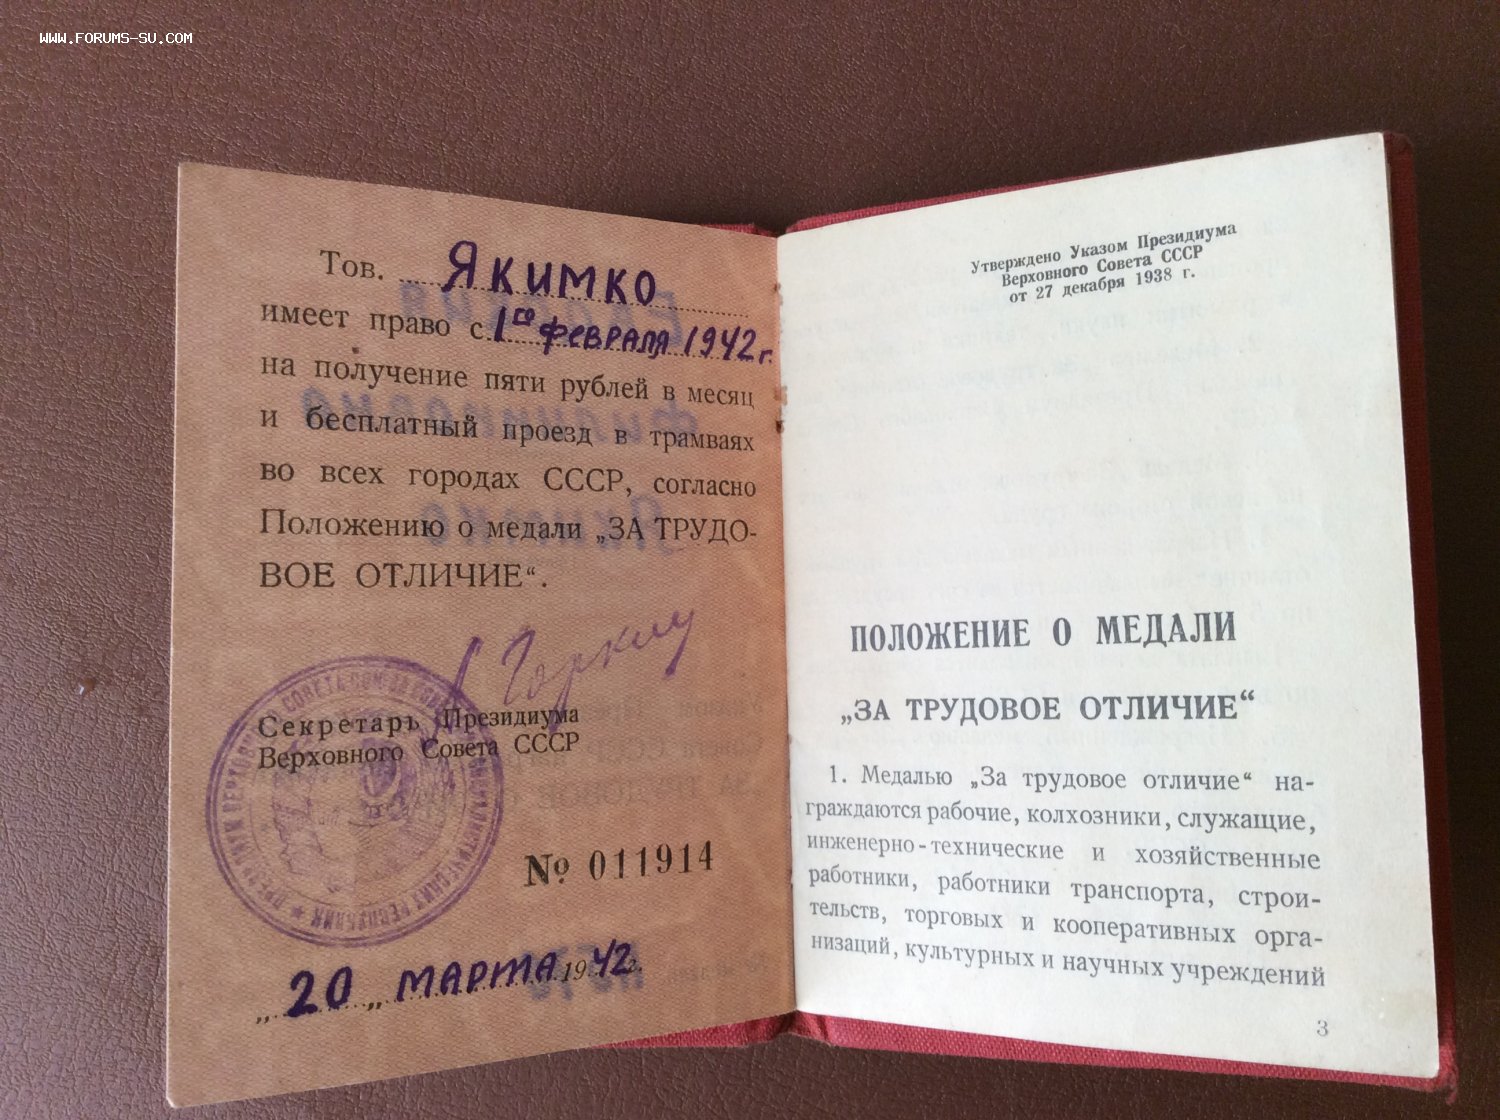 WWW.FORUMS-SU.COM
Тов. ЯКИМКО
имеет право с 1го февраля 1942 г.
на получение пяти рублей в месяц
и бесплатный проезд в трамваях
во всех городах СССР, согласно
Положению о медали „ЗА ТРУДО-
ВОЕ ОТЛИЧИЕ“.
Секретарь Президиума
Верховного Совета СССР
№ 011914
„20„ марта 1942 г.
Утверждено Указом Президиума
Верховного Совета СССР
от 27 декабря 1938 г.
ПОЛОЖЕНИЕ О МЕДАЛИ
„ЗА ТРУДОВОЕ ОТЛИЧИЕ“
1. Медалью „За трудовое отличие“ на-
граждаются рабочие, колхозники, служащие,
инженерно-технические и хозяйственные
работники, работники транспорта, строи-
тельств, торговых и кооперативных орга-
низаций, культурных и научных учреждений
3